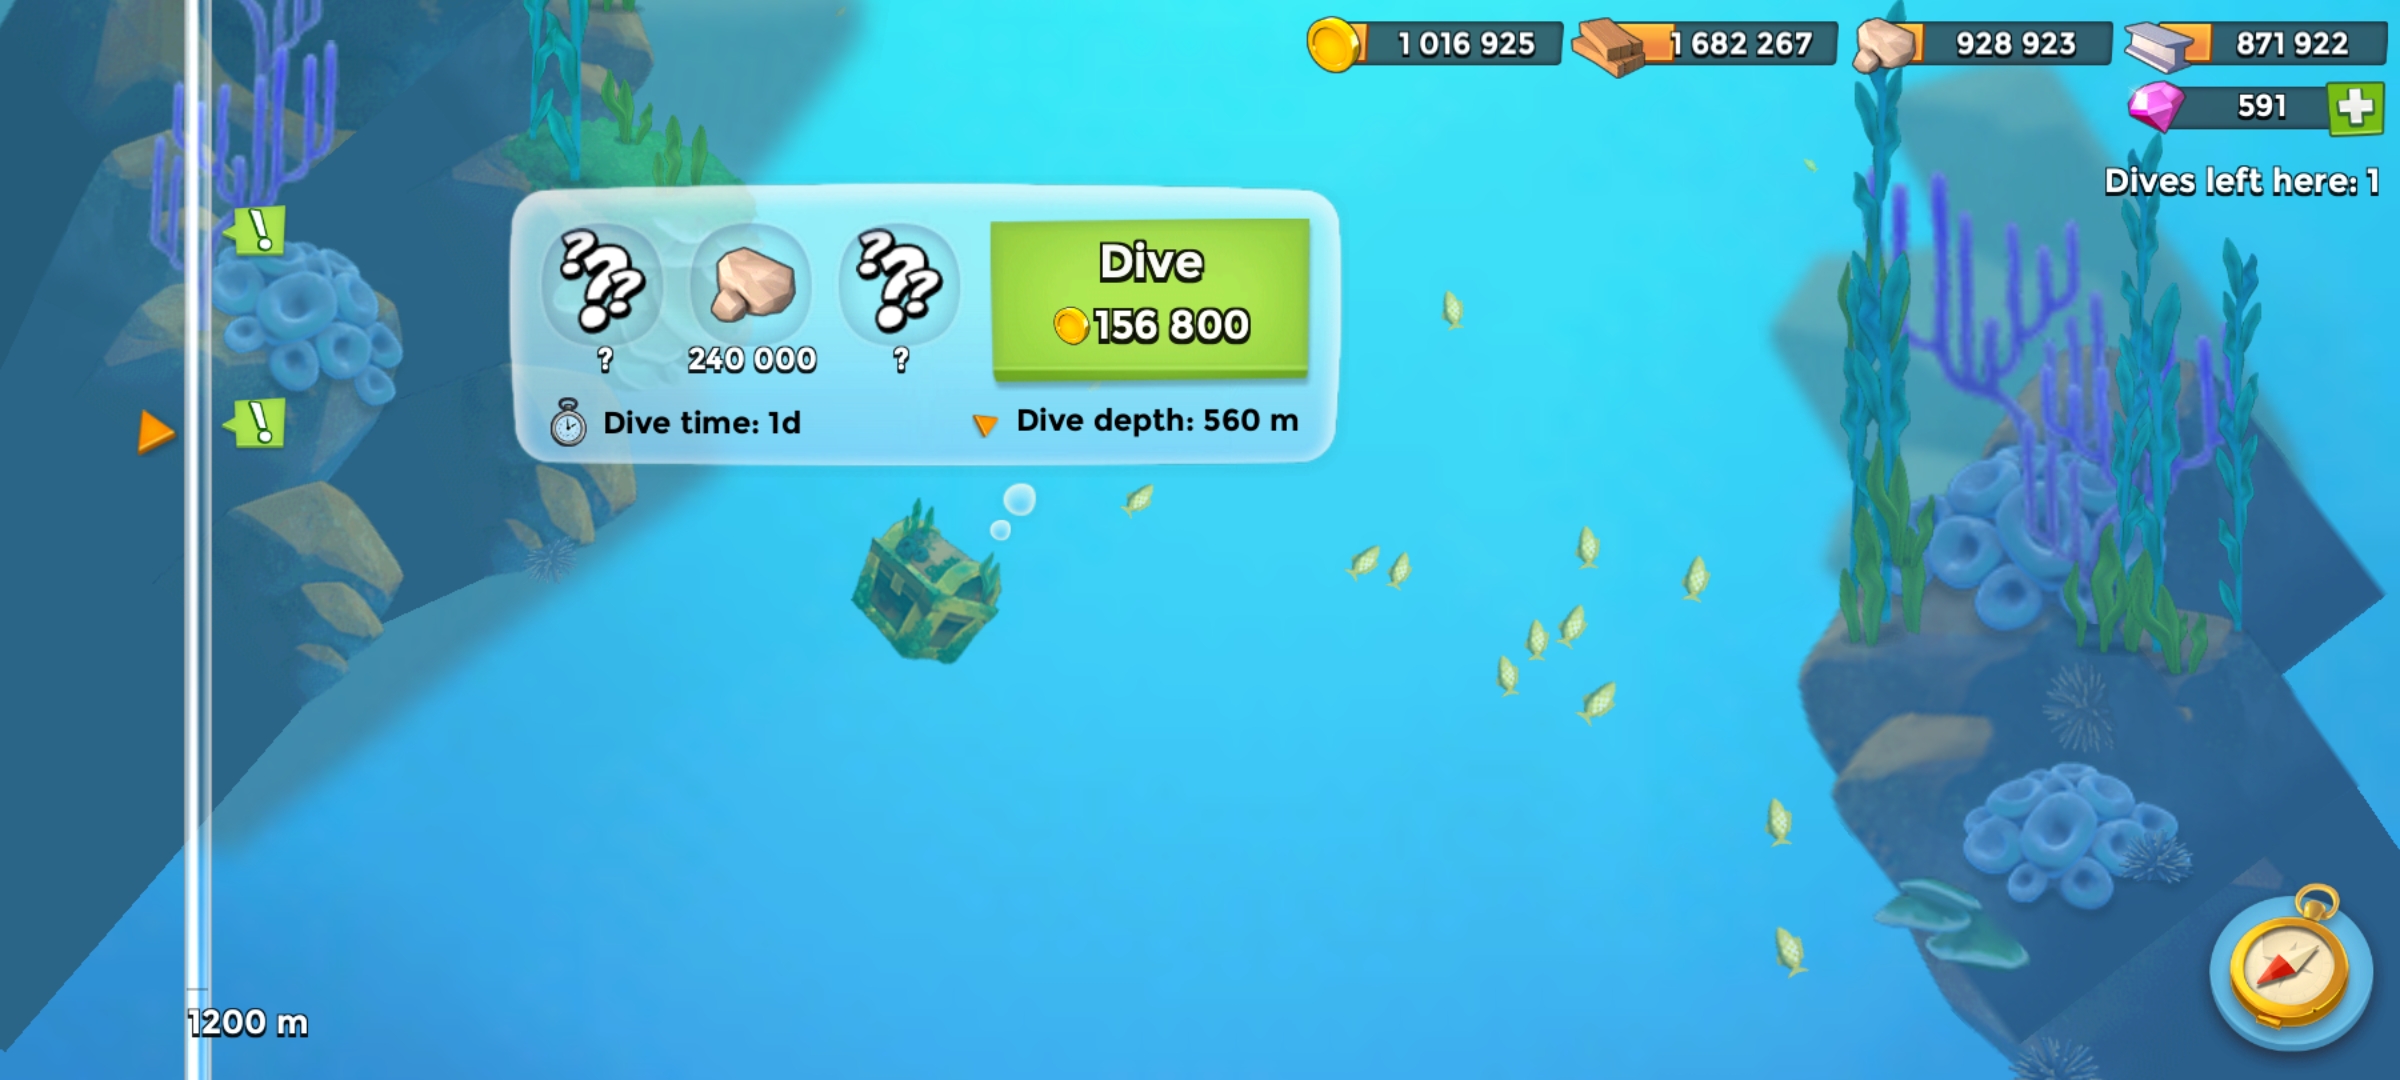 1 016 925
1 682 267
928 923
871 922
591
Dives left here: 1
! 
???
???
Dive
156 800
?
240 000
?
!
Dive time: 1d
Dive depth: 560 m
1200 m